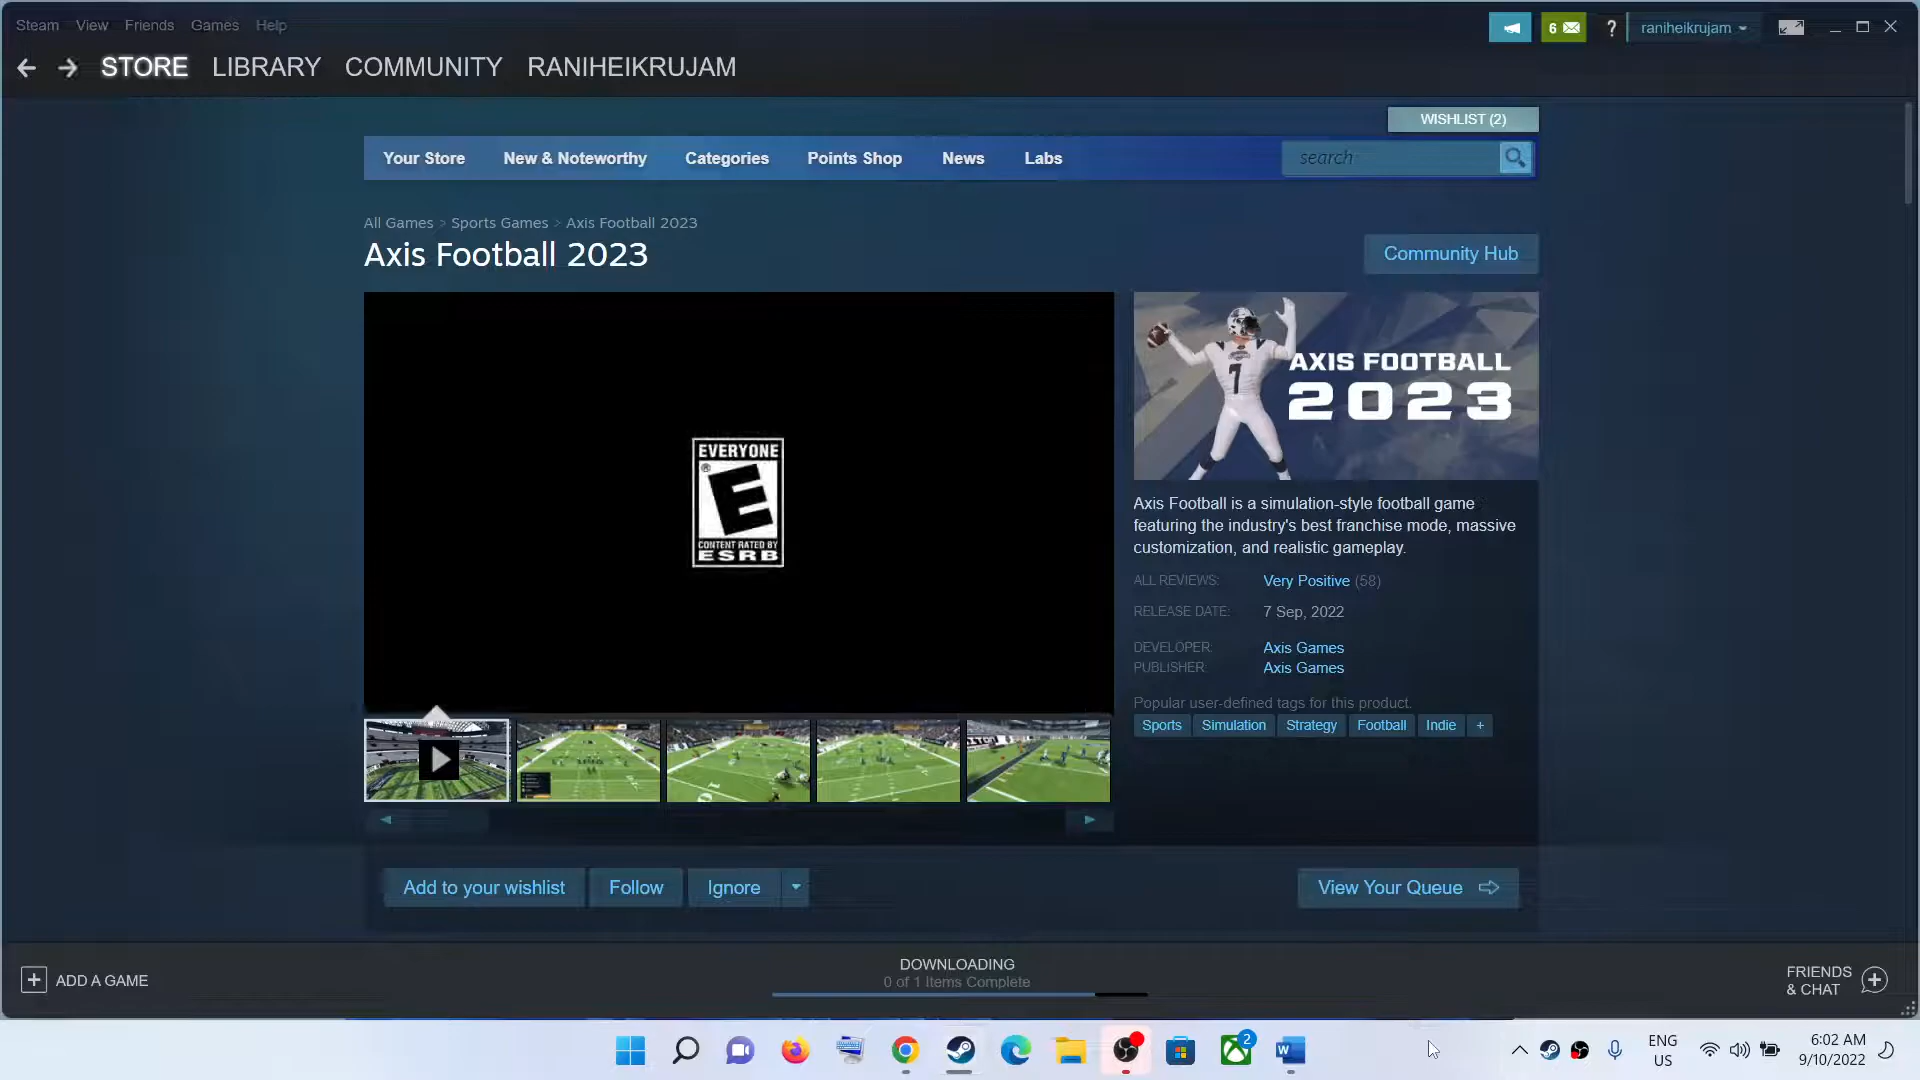 Steam View Friends Games Help
6 ? raniheikrujam
STORE LIBRARY COMMUNITY RANIHEIKRUJAM
WISHLIST (2)
Your Store New & Noteworthy Categories Points Shop News Labs search
All Games > Sports Games > Axis Football 2023
Axis Football 2023
Community Hub
EVERYONE
E
®
CONTENT RATED BY
ESRB
7
AXIS FOOTBALL
2023
Axis Football is a simulation-style football game
featuring the industry's best franchise mode, massive
customization, and realistic gameplay.
ALL REVIEWS: Very Positive (58)
RELEASE DATE: 7 Sep, 2022
DEVELOPER: Axis Games
PUBLISHER: Axis Games
Popular user-defined tags for this product:
Sports Simulation Strategy Football Indie +
Add to your wishlist Follow Ignore View Your Queue
ADD A GAME
DOWNLOADING
0 of 1 Items Complete
FRIENDS
& CHAT
2
W
ENG
US
6:02 AM
9/10/2022